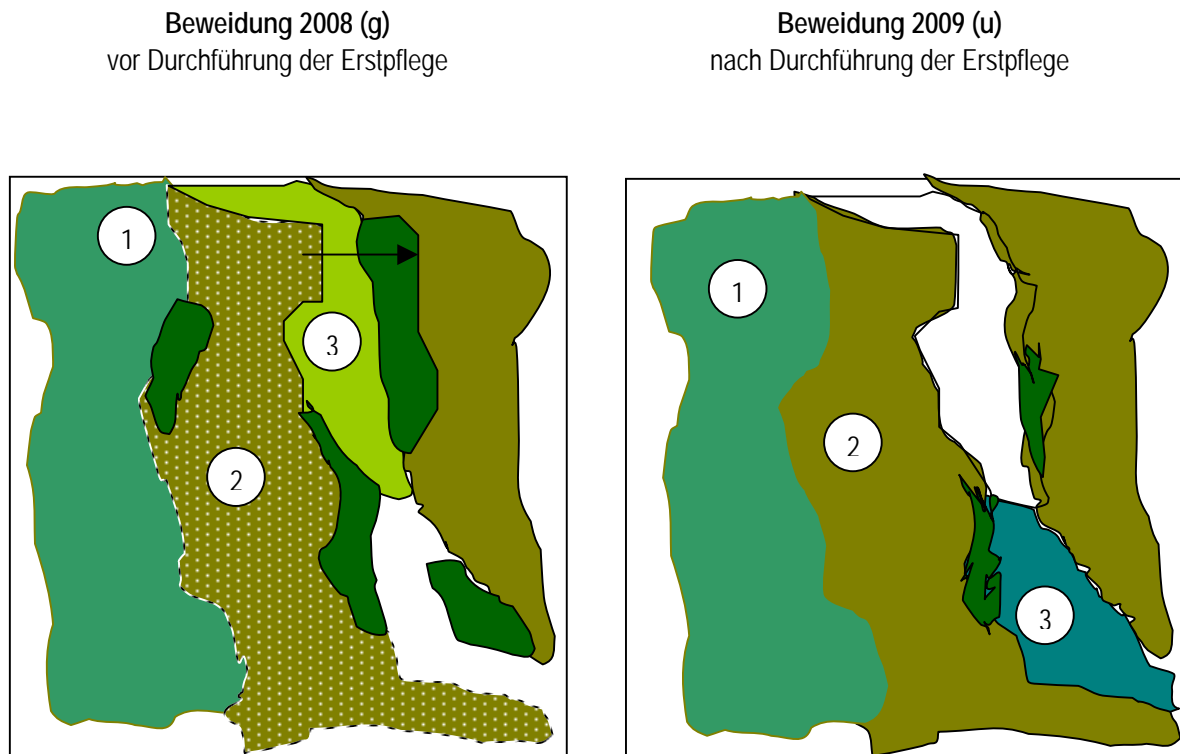 Beweidung 2008 (g)
vor Durchführung der Erstpflege
Beweidung 2009 (u)
nach Durchführung der Erstpflege
1
2
3
1
2
3